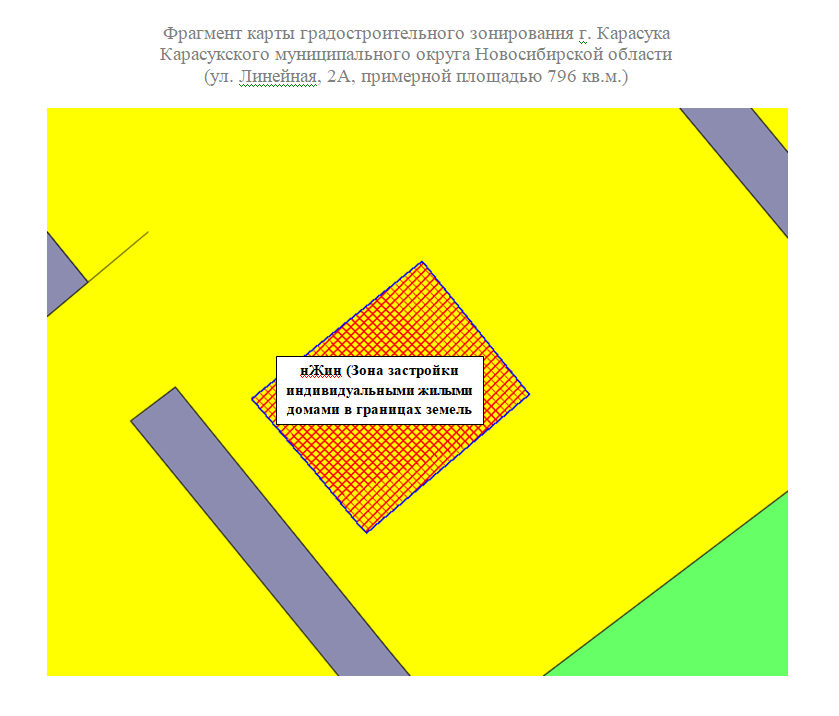 Фрагмент карты градостроительного зонирования г. Карасука
Карасукского муниципального округа Новосибирской области
(ул. Линейная, 2А, примерной площадью 796 кв.м.)
нЖин (Зона застройки
индивидуальными жилыми
домами в границах земель